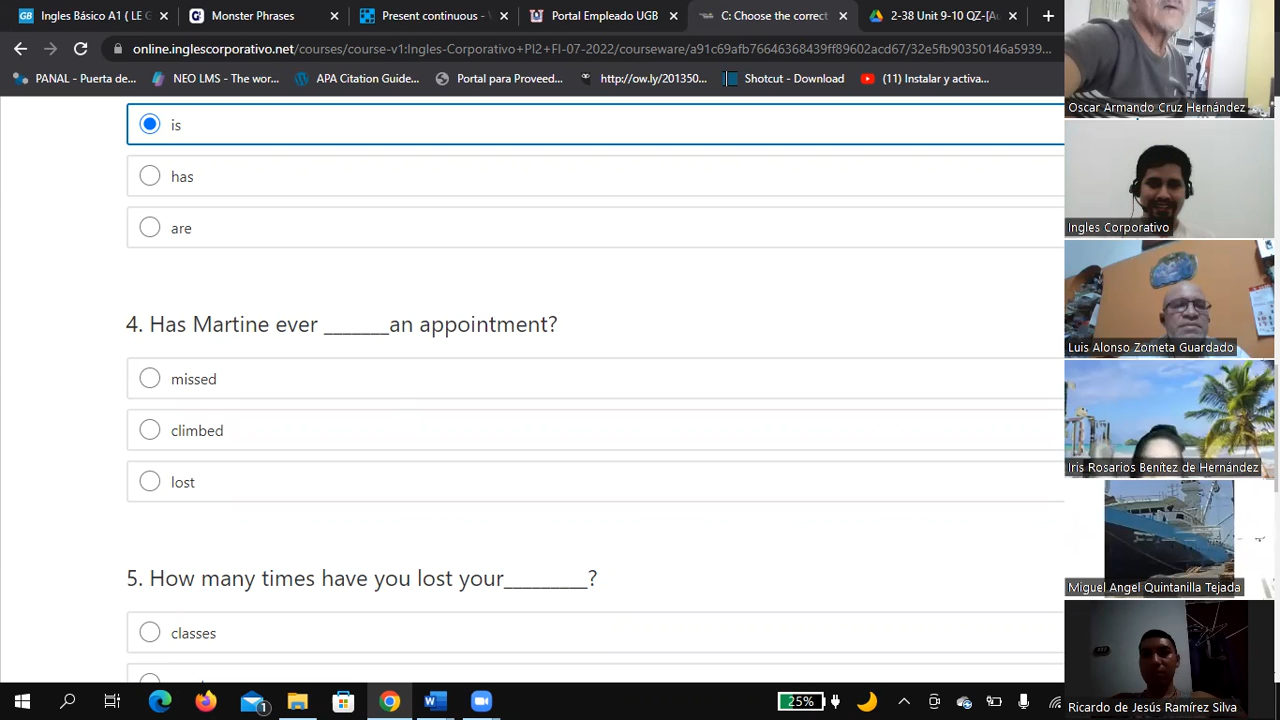 Ingles Básico A1 ( LE G
Monster Phrases
Present continuous -
Portal Empleado UGB
C: Choose the correct
2-38 Unit 9-10 QZ-[Au
online.inglescorporativo.net/courses/course-v1:Ingles-Corporativo+PI2+FI-07-2022/courseware/a91c69afb76646368439ff89602acd67/32e5fb90350146a5939...
PANAL - Puerta de...
NEO LMS - The wor...
APA Citation Guide...
Portal para Proveed...
http://ow.ly/201350...
Shotcut - Download
(11) Instalar y activa...
is
has
are
4. Has Martine ever _______an appointment?
missed
climbed
lost
5. How many times have you lost your_________?
classes
Oscar Armando Cruz Hernández
Ingles Corporativo
Luis Alonso Zometa Guardado
Iris Rosarios Benítez de Hernández
Miguel Angel Quintanilla Tejada
Ricardo de Jesús Ramírez Silva
1
25%